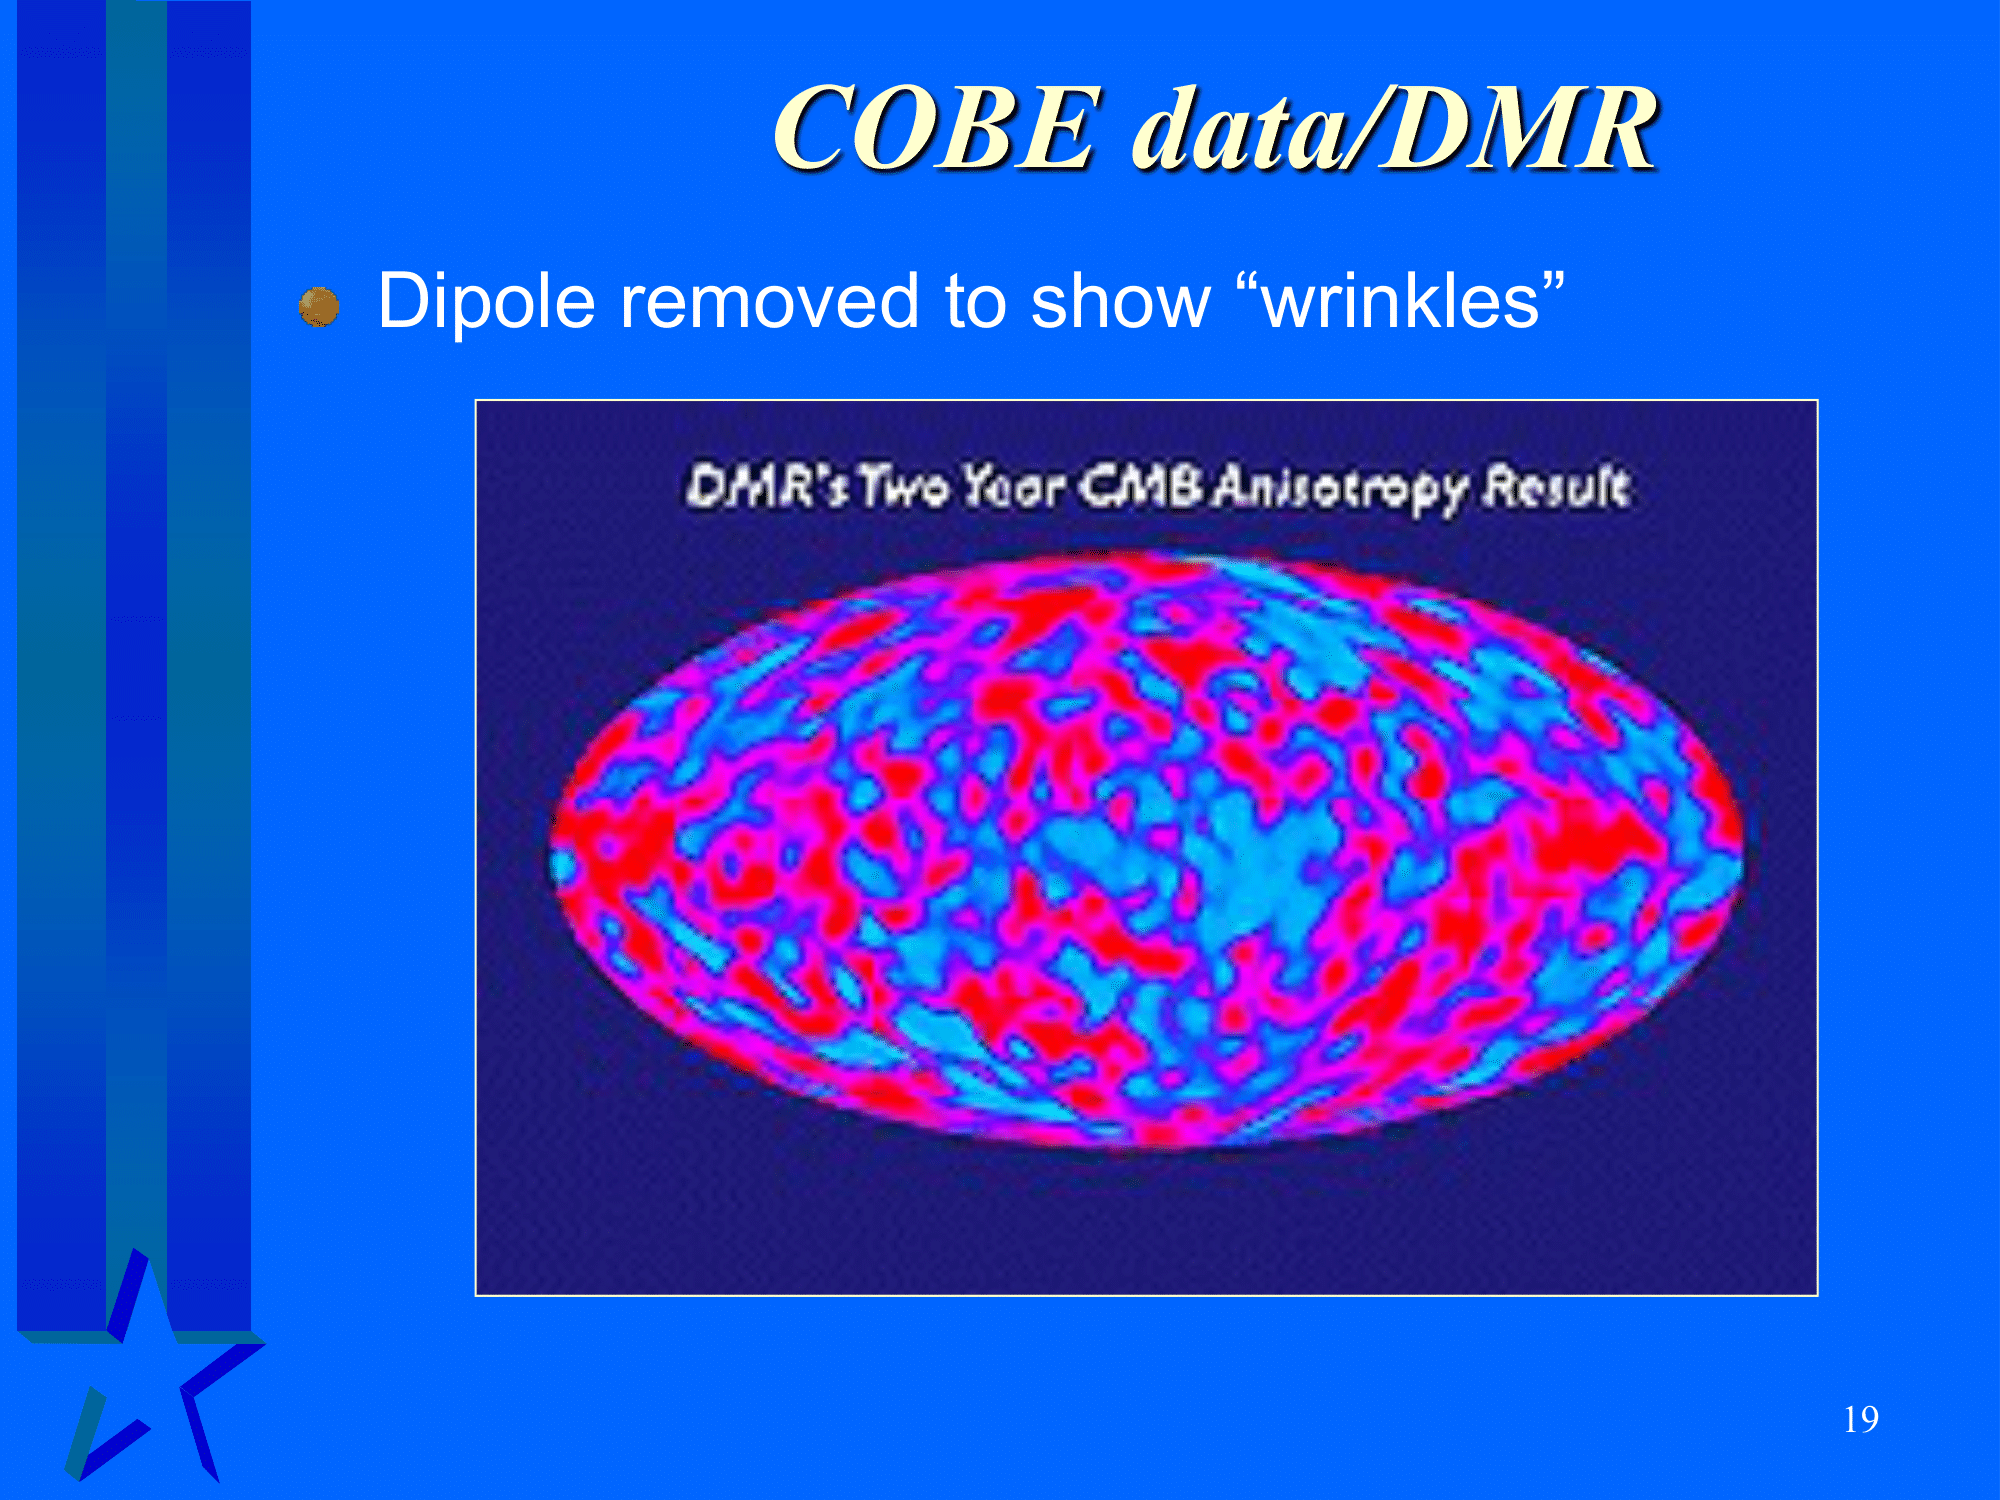 COBE data/DMR
Dipole removed to show “wrinkles”
DMR's Two Year CMB Anisotropy Result
19